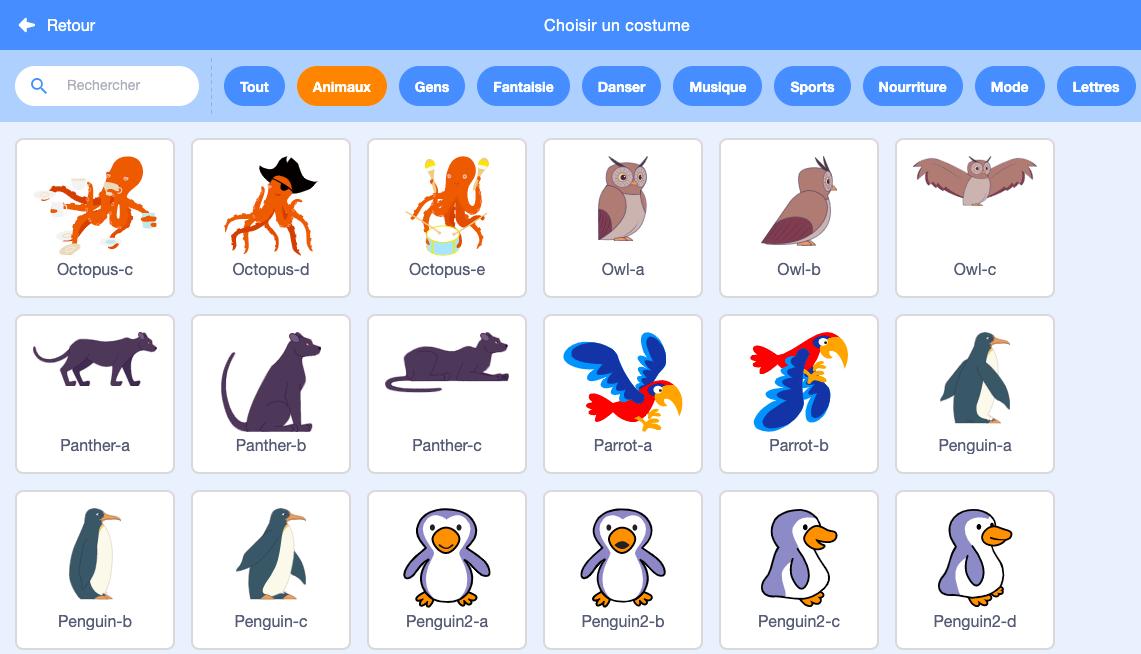 Retour
Choisir un costume
Rechercher
Tout
Animaux
Gens
Fantaisie
Danser
Musique
Sports
Nourriture
Mode
Lettres
Octopus-c
Octopus-d
Octopus-e
Owl-a
Owl-b
Owl-c
Panther-a
Panther-b
Panther-c
Parrot-a
Parrot-b
Penguin-a
Penguin-b
Penguin-c
Penguin2-a
Penguin2-b
Penguin2-c
Penguin2-d